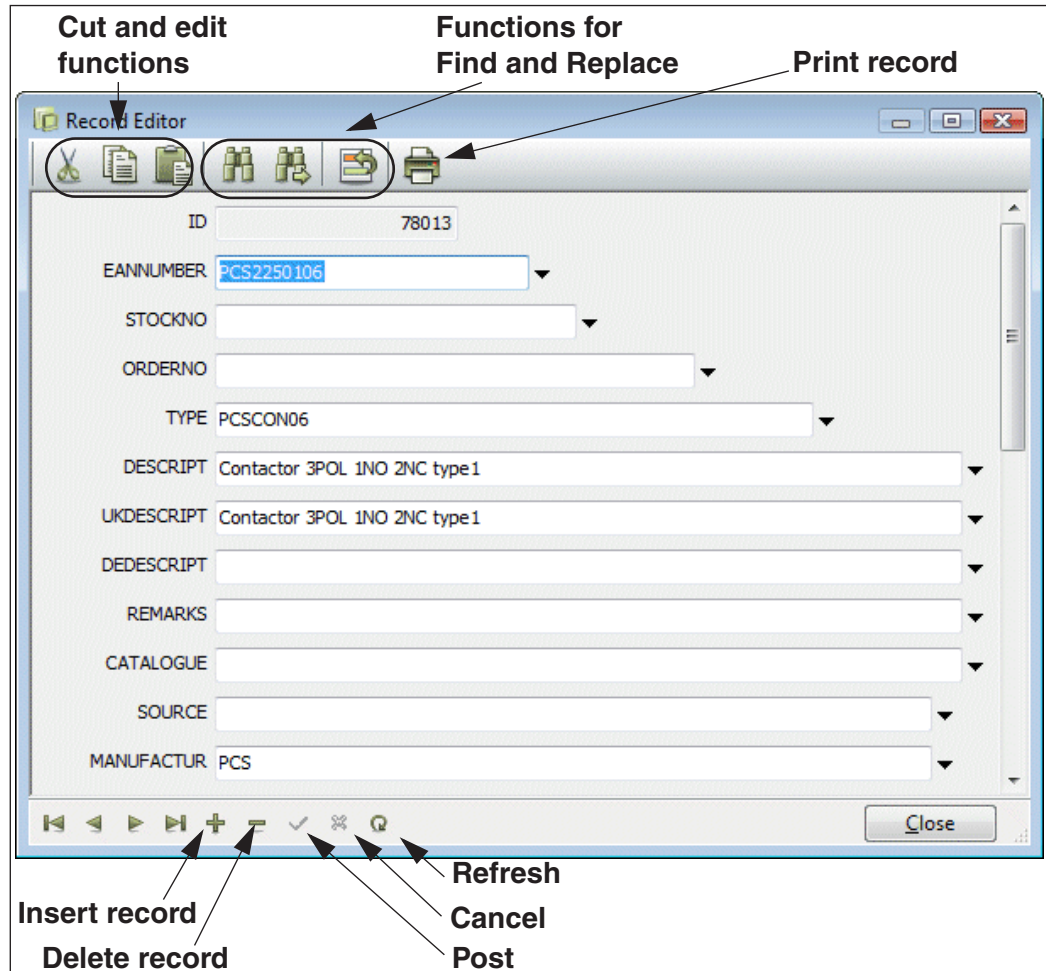 Cut and edit
functions
Functions for
Find and Replace
Print record
Record Editor
ID 78013
EANNUMBER PCS2250106
STOCKNO
ORDERNO
TYPE PCSCON06
DESCRIPT Contactor 3POL 1NO 2NC type1
UKDESCRIPT Contactor 3POL 1NO 2NC type1
DEDESCRIPT
REMARKS
CATALOGUE
SOURCE
MANUFACTUR PCS
Close
Refresh
Insert record
Cancel
Delete record
Post